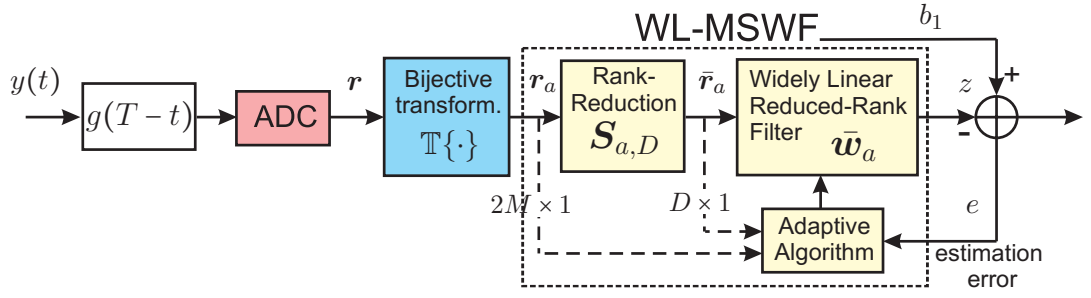 WL-MSWF
b₁
y(t)
g(T − t)
ADC
r
Bijective
transform.
𝕋{·}
r_a
Rank-
Reduction
S_{a,D}
r̄_a
Widely Linear
Reduced-Rank
Filter
w̄_a
z
+
-
2M × 1
D × 1
Adaptive
Algorithm
e
estimation
error